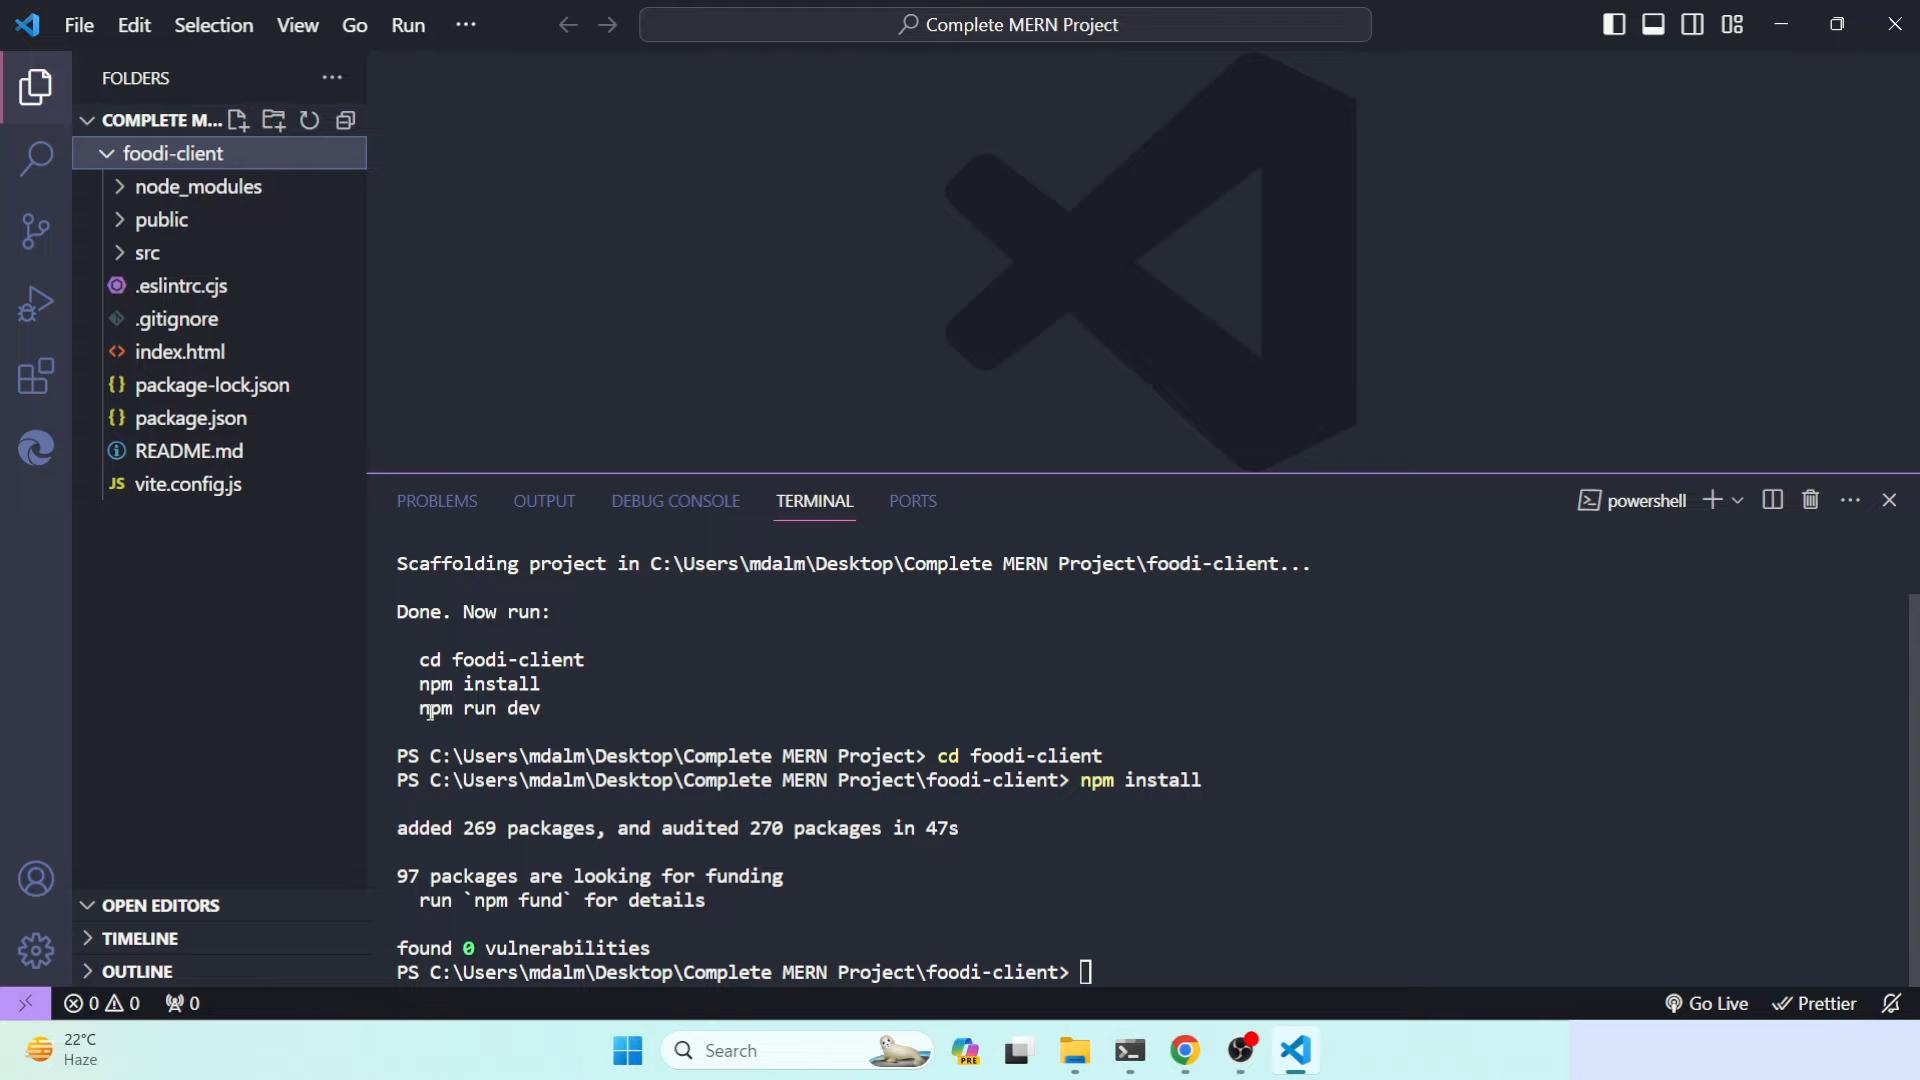 File Edit Selection View Go Run
Complete MERN Project
FOLDERS
COMPLETE M...
foodi-client
node_modules
public
src
.eslintrc.cjs
.gitignore
index.html
package-lock.json
package.json
README.md
JS vite.config.js
PROBLEMS OUTPUT DEBUG CONSOLE TERMINAL PORTS
powershell
Scaffolding project in C:\Users\mdalm\Desktop\Complete MERN Project\foodi-client...
Done. Now run:
cd foodi-client
npm install
npm run dev
PS C:\Users\mdalm\Desktop\Complete MERN Project> cd foodi-client
PS C:\Users\mdalm\Desktop\Complete MERN Project\foodi-client> npm install
added 269 packages, and audited 270 packages in 47s
97 packages are looking for funding
run `npm fund` for details
found 0 vulnerabilities
PS C:\Users\mdalm\Desktop\Complete MERN Project\foodi-client>
OPEN EDITORS
TIMELINE
OUTLINE
0 0 0
Go Live Prettier
22°C
Haze
Search
PRE